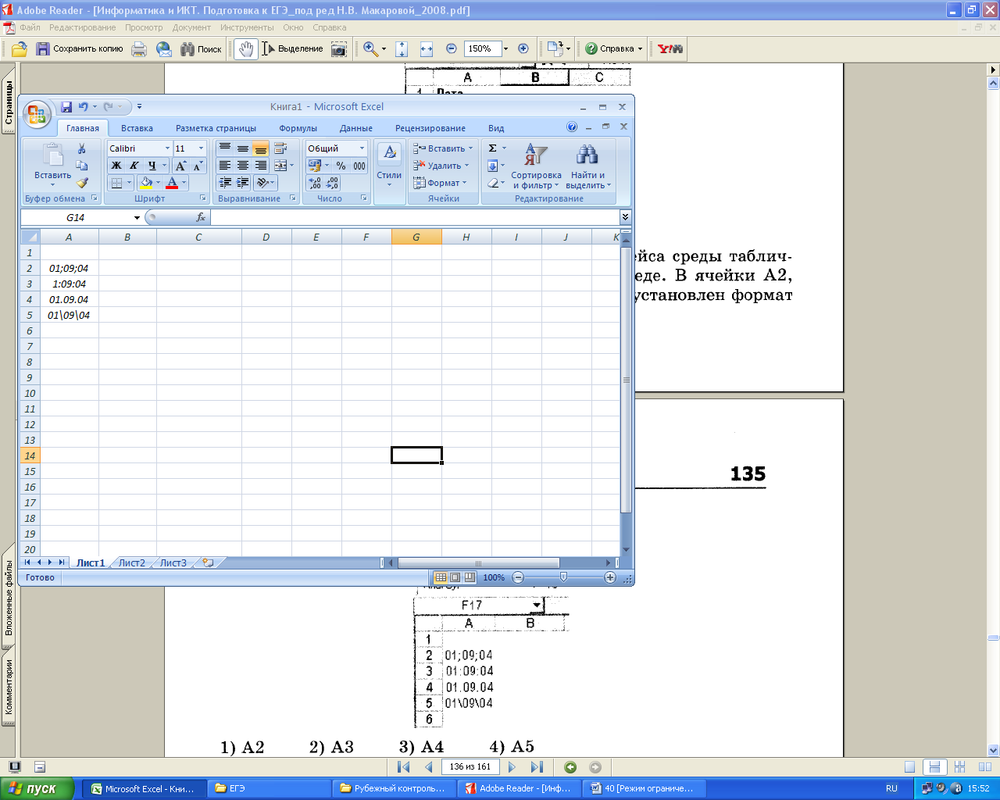 Adobe Reader - [Информатика и ИКТ. Подготовка к ЕГЭ_под ред Н.В. Макаровой_2008.pdf]
Файл Редактирование Просмотр Документ Инструменты Окно Справка
Сохранить копию Поиск Выделение 150% Справка Y!
Страницы
A B C
1 Дата
Книга1 - Microsoft Excel
Главная Вставка Разметка страницы Формулы Данные Рецензирование Вид
Calibri 11 Общий Вставить Σ
Вставить Ж К Ч % 000 Стили Удалить Сортировка и фильтр Найти и выделить
Формат
Буфер обмена Шрифт Выравнивание Число Ячейки Редактирование
G14 fx
A B C D E F G H I J K
1
2 01;09;04
3 1:09:04
4 01.09.04
5 01\09\04
6
7
8
9
10
11
12
13
14
15
16
17
18
19
20
Лист1 Лист2 Лист3
Готово 100%
ейса среды таблич-
еде. В ячейки А2,
установлен формат
135
F17
A B
1
2 01;09;04
3 01:09:04
4 01.09.04
5 01\09\04
6
1) А2 2) А3 3) А4 4) А5
Вложенные файлы
Комментарии
136 из 161
пуск Microsoft Excel - Кни... ЕГЭ Рубежный контроль... Adobe Reader - [Инф... 40 [Режим ограниче... RU 15:52